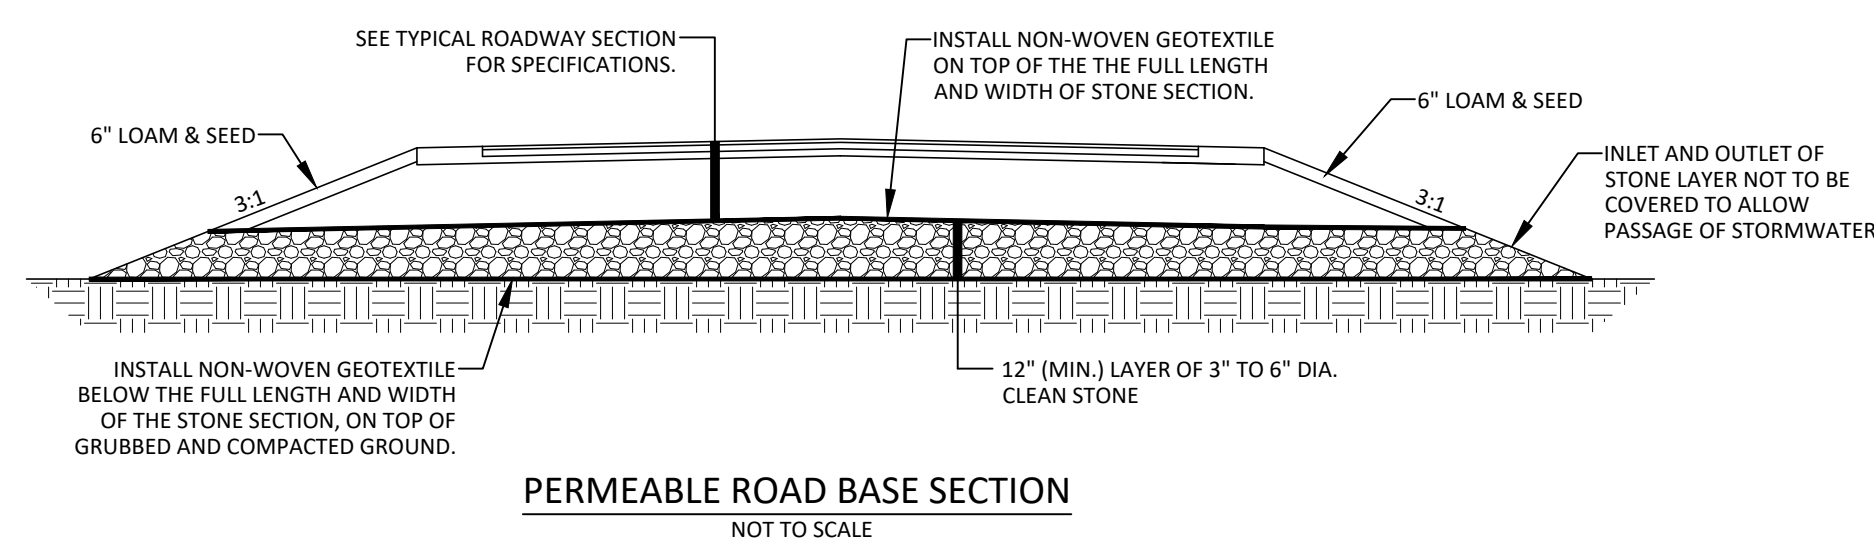 SEE TYPICAL ROADWAY SECTION
FOR SPECIFICATIONS.
INSTALL NON-WOVEN GEOTEXTILE
ON TOP OF THE THE FULL LENGTH
AND WIDTH OF STONE SECTION.
6" LOAM & SEED
6" LOAM & SEED
INLET AND OUTLET OF
STONE LAYER NOT TO BE
COVERED TO ALLOW
PASSAGE OF STORMWATER
3:1
3:1
INSTALL NON-WOVEN GEOTEXTILE
BELOW THE FULL LENGTH AND WIDTH
OF THE STONE SECTION, ON TOP OF
GRUBBED AND COMPACTED GROUND.
12" (MIN.) LAYER OF 3" TO 6" DIA.
CLEAN STONE
PERMEABLE ROAD BASE SECTION
NOT TO SCALE